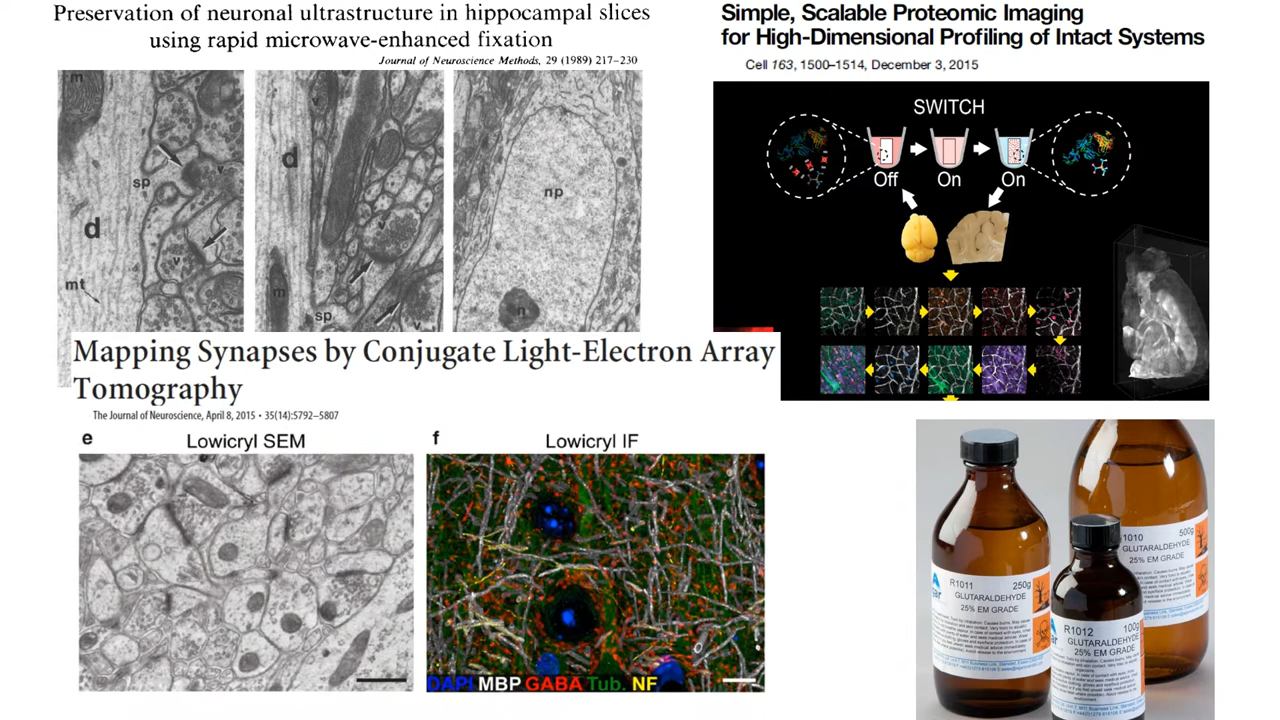 Preservation of neuronal ultrastructure in hippocampal slices
using rapid microwave-enhanced fixation
Journal of Neuroscience Methods, 29 (1989) 217–230
m
v
sp
d
v
mt
v
d
v
m
sp
v
np
n
Simple, Scalable Proteomic Imaging
for High-Dimensional Profiling of Intact Systems
Cell 163, 1500–1514, December 3, 2015
SWITCH
Off
On
On
Mapping Synapses by Conjugate Light-Electron Array
Tomography
The Journal of Neuroscience, April 8, 2015 • 35(14):5792–5807
e
Lowicryl SEM
f
Lowicryl IF
DAPI MBP GABA Tub. NF
R1011 250g
GLUTARALDEHYDE
25% EM GRADE
1010 500g
GLUTARALDEHYDE
25% EM GRADE
R1012 100g
GLUTARALDEHYDE
25% EM GRADE